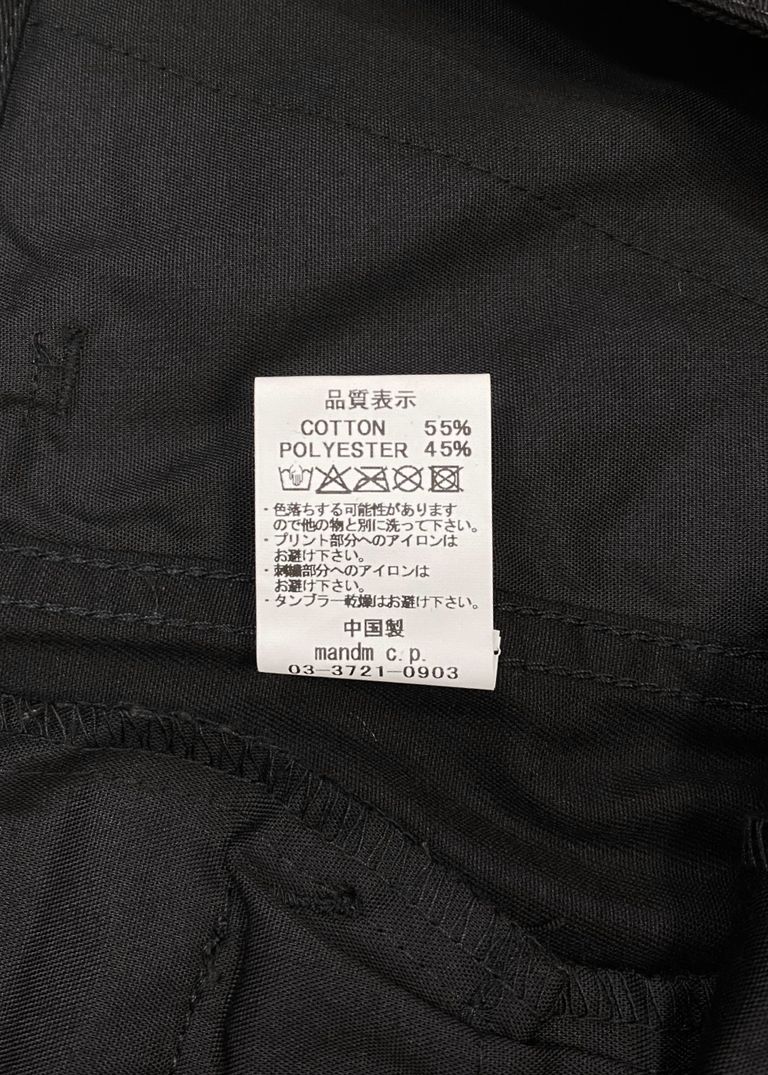 品質表示
COTTON 55%
POLYESTER 45%
・色落ちする可能性があります
ので他の物と別に洗って下さい。
・プリント部分へのアイロンは
お避け下さい。
・刺繍部分へのアイロンは
お避け下さい。
・タンブラー乾燥はお避け下さい。
中国製
mandm c.p.
03-3721-0903